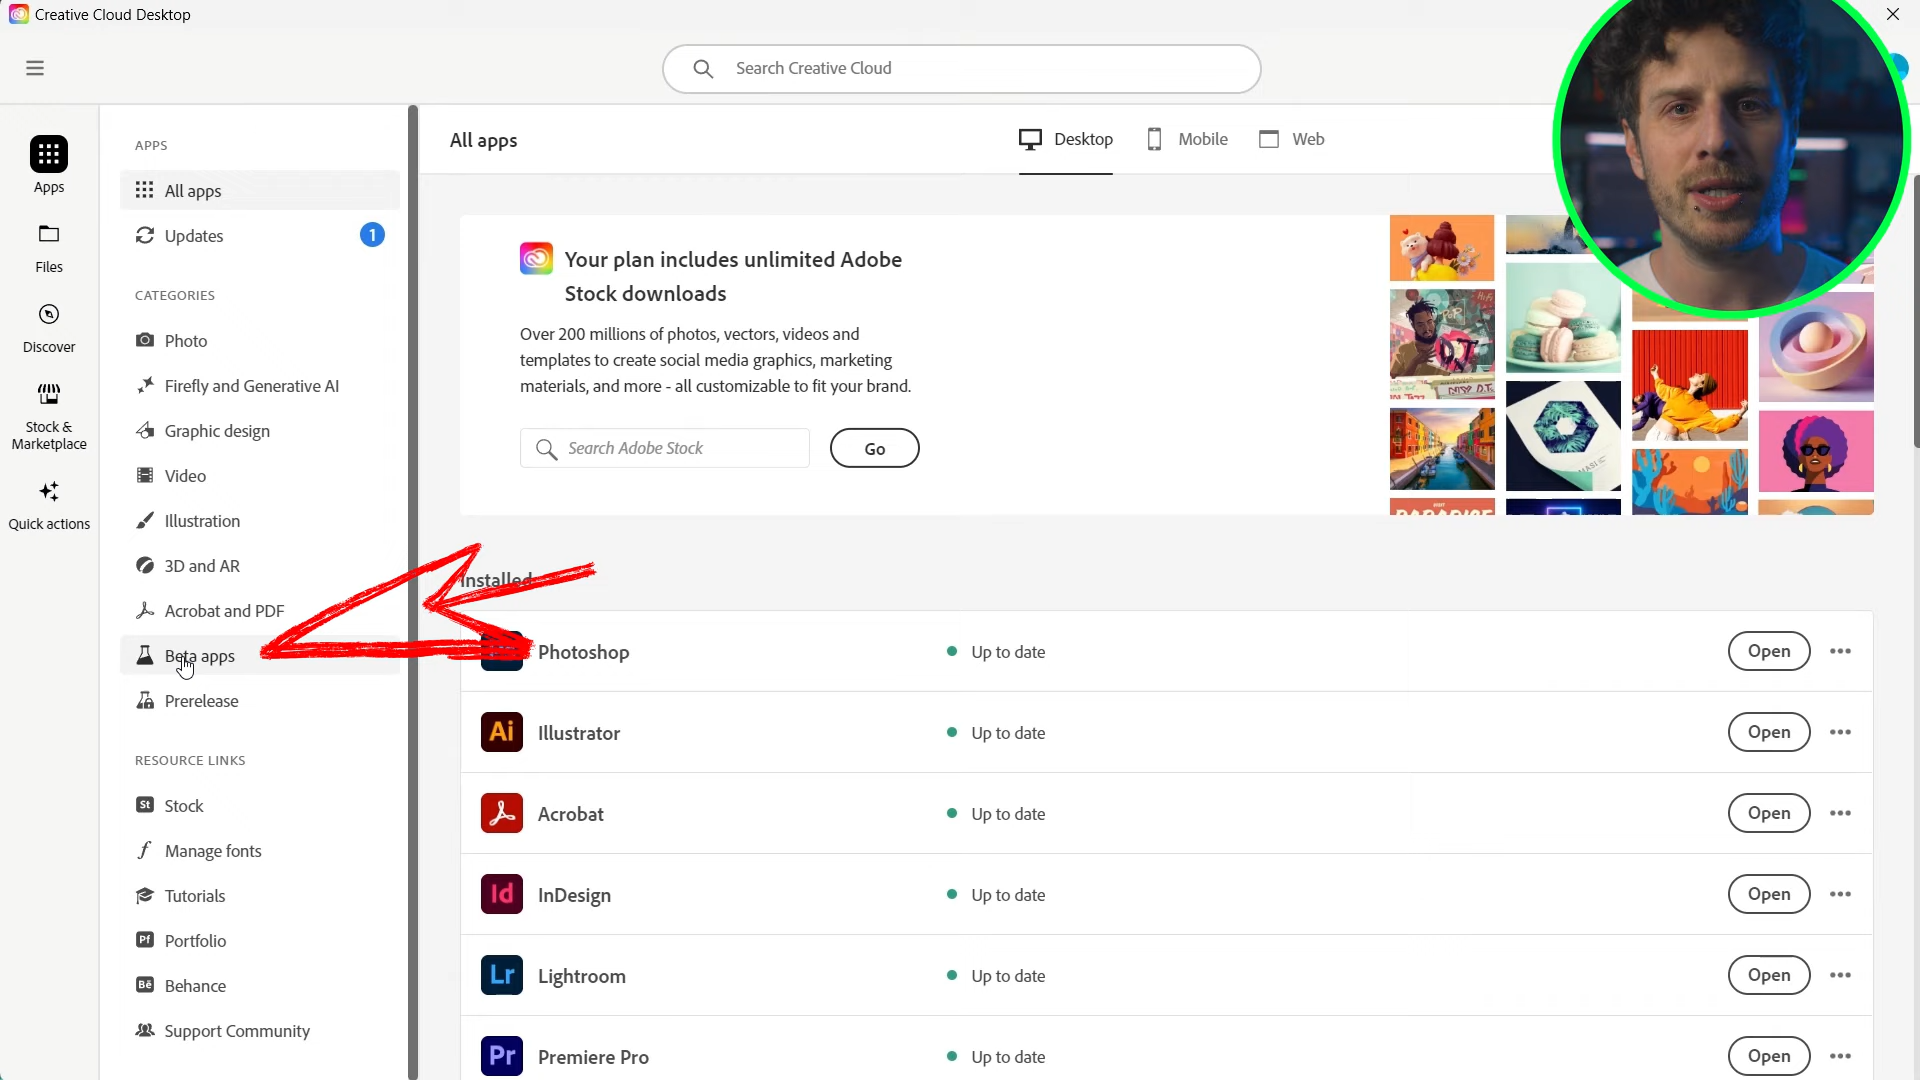 Creative Cloud Desktop
Search Creative Cloud
Apps
Files
Discover
Stock &
Marketplace
Quick actions
APPS
All apps
Updates
1
CATEGORIES
Photo
Firefly and Generative AI
Graphic design
Video
Illustration
3D and AR
Acrobat and PDF
Beta apps
Prerelease
RESOURCE LINKS
St Stock
Manage fonts
Tutorials
Pf Portfolio
Bē Behance
Support Community
All apps
Desktop
Mobile
Web
Your plan includes unlimited Adobe
Stock downloads
Over 200 millions of photos, vectors, videos and
templates to create social media graphics, marketing
materials, and more - all customizable to fit your brand.
Search Adobe Stock
Go
Installed
Photoshop
Up to date
Open
Ai
Illustrator
Up to date
Open
Acrobat
Up to date
Open
Id
InDesign
Up to date
Open
Lr
Lightroom
Up to date
Open
Pr
Premiere Pro
Up to date
Open